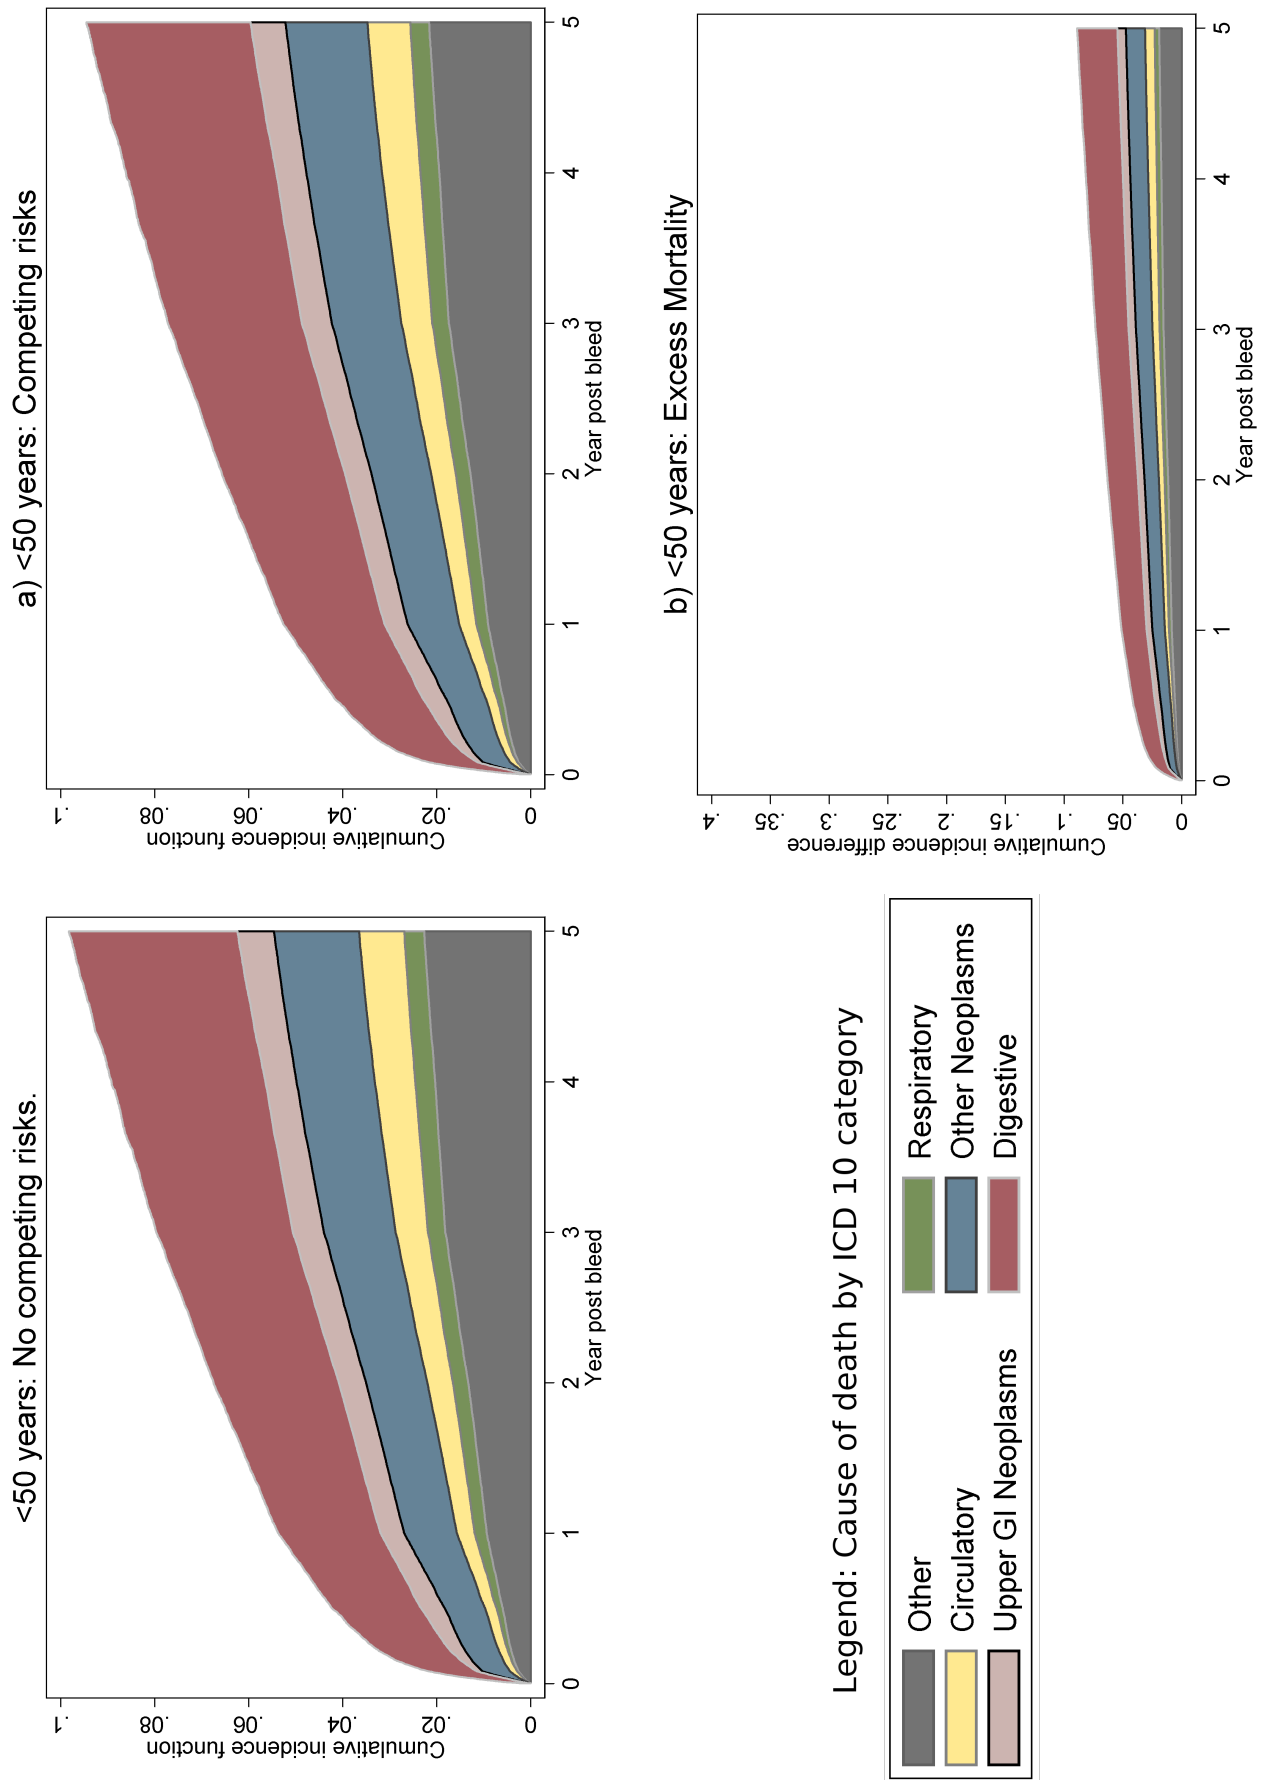 <50 years: No competing risks.
Cumulative incidence function
0 .02 .04 .06 .08 .1
0 1 2 3 4 5
Year post bleed
a) <50 years: Competing risks
Cumulative incidence function
0 .02 .04 .06 .08 .1
0 1 2 3 4 5
Year post bleed
Legend: Cause of death by ICD 10 category
Other Respiratory
Circulatory Other Neoplasms
Upper GI Neoplasms Digestive
b) <50 years: Excess Mortality
Cumulative incidence difference
0 .05 .1 .15 .2 .25 .3 .35 .4
0 1 2 3 4 5
Year post bleed